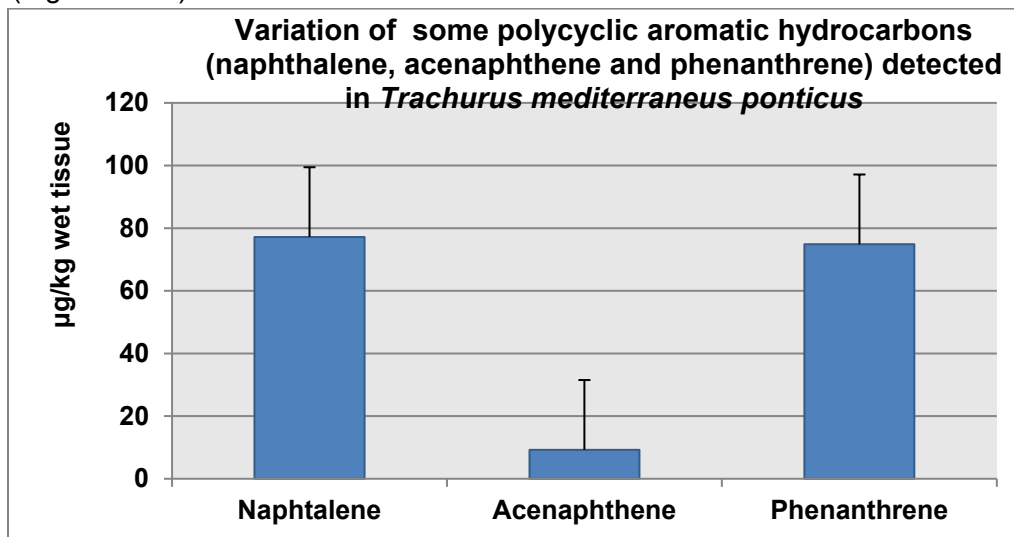 Variation of some polycyclic aromatic hydrocarbons
(naphthalene, acenaphthene and phenanthrene) detected
in Trachurus mediterraneus ponticus
µg/kg wet tissue
120
100
80
60
40
20
0
Naphtalene Acenaphthene Phenanthrene